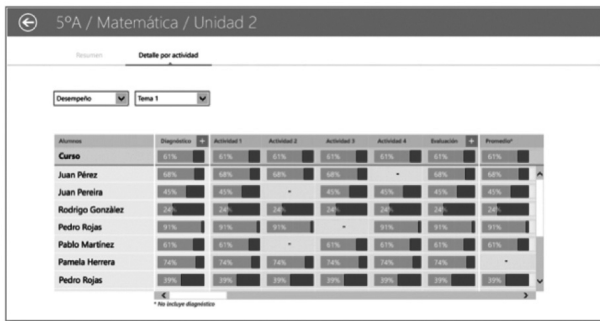 5ºA / Matemática / Unidad 2
Resumen Detalle por actividad
Desempeño Tema 1
Alumnos Diagnóstico + Actividad 1 Actividad 2 Actividad 3 Actividad 4 Evaluación + Promedio*
Curso 61% 61% 61% 61% 61% 61% 61%
Juan Pérez 68% 68% 68% 68% - 68% 68%
Juan Pereira 45% 45% - 45% 45% 45% 45%
Rodrigo González 24% 24% 24% 24% 24% 24% 24%
Pedro Rojas 91% 91% 91% - 91% 91% 91%
Pablo Martínez 61% 61% - 61% 61% 61% 61%
Pamela Herrera 74% 74% 74% 74% 74% 74% -
Pedro Rojas 39% 39% 39% 39% 39% 39% 39%
* No incluye diagnóstico